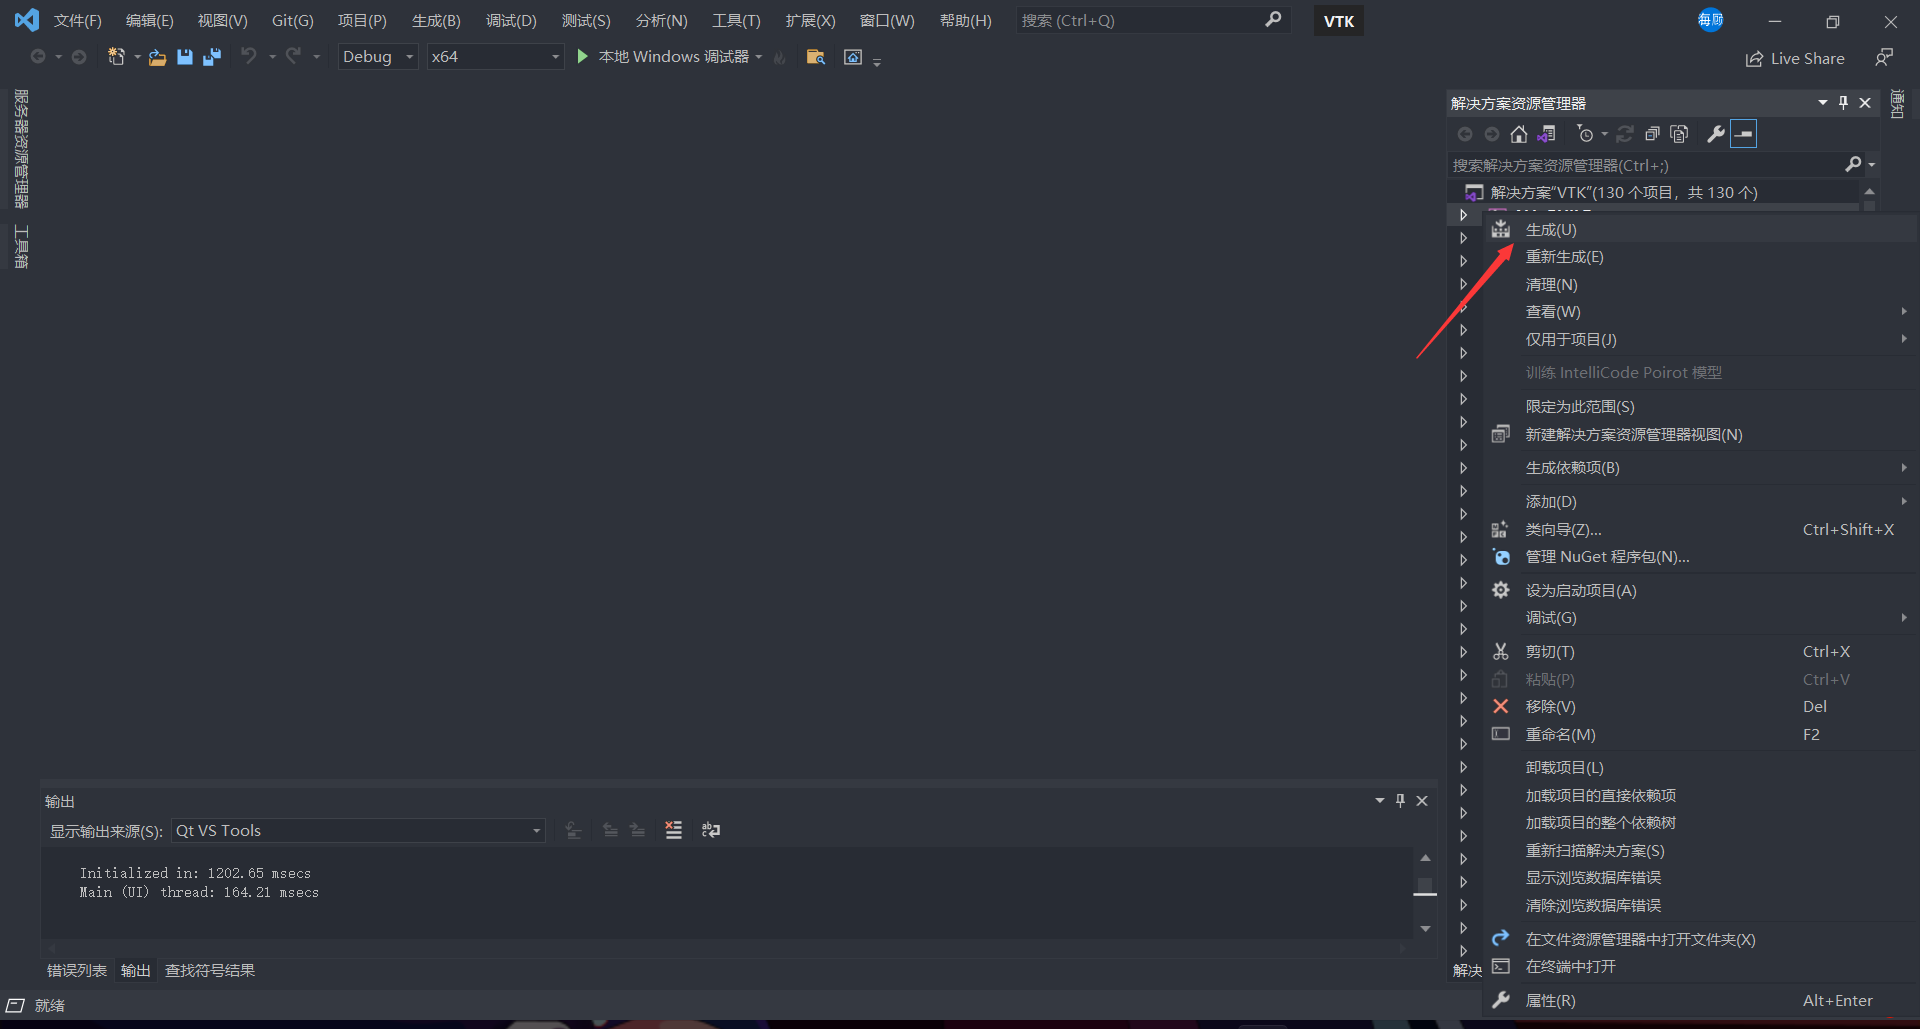 文件(F) 编辑(E) 视图(V) Git(G) 项目(P) 生成(B) 调试(D) 测试(S) 分析(N) 工具(T) 扩展(X) 窗口(W) 帮助(H) 搜索 (Ctrl+Q) VTK 每顾
Debug x64 本地 Windows 调试器 Live Share
服务器资源管理器
工具箱
解决方案资源管理器
通知
搜索解决方案资源管理器(Ctrl+;)
解决方案"VTK"(130 个项目，共 130 个)
生成(U)
重新生成(E)
清理(N)
查看(W)
仅用于项目(J)
训练 IntelliCode Poirot 模型
限定为此范围(S)
新建解决方案资源管理器视图(N)
生成依赖项(B)
添加(D)
类向导(Z)... Ctrl+Shift+X
管理 NuGet 程序包(N)...
设为启动项目(A)
调试(G)
剪切(T) Ctrl+X
粘贴(P) Ctrl+V
移除(V) Del
重命名(M) F2
卸载项目(L)
加载项目的直接依赖项
加载项目的整个依赖树
重新扫描解决方案(S)
显示浏览数据库错误
清除浏览数据库错误
在文件资源管理器中打开文件夹(X)
在终端中打开
属性(R) Alt+Enter
解决
输出
显示输出来源(S): Qt VS Tools
Initialized in: 1202.65 msecs
Main (UI) thread: 164.21 msecs
错误列表 输出 查找符号结果
就绪